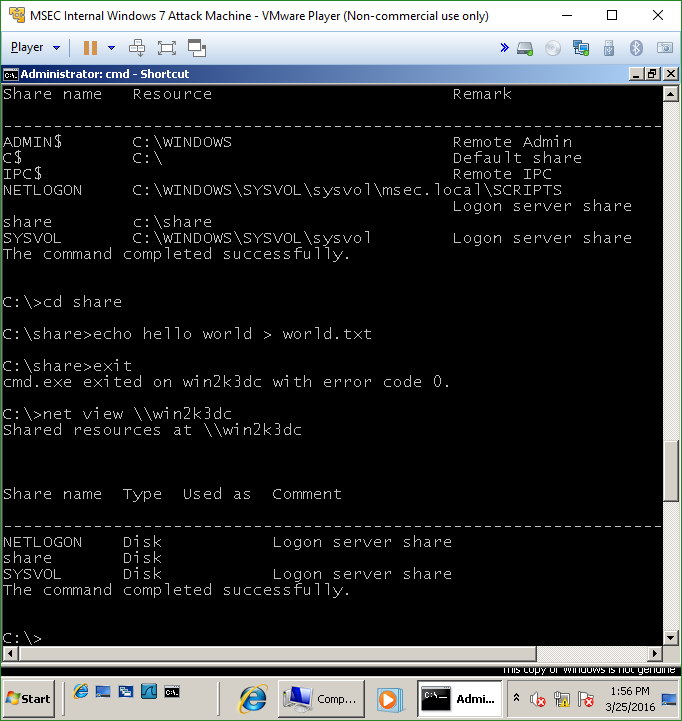 MSEC Internal Windows 7 Attack Machine - VMware Player (Non-commercial use only)
Player
Administrator: cmd - Shortcut
Share name   Resource                        Remark
-------------------------------------------------------------------
ADMIN$       C:\WINDOWS                      Remote Admin
C$           C:\                             Default share
IPC$                                         Remote IPC
NETLOGON     C:\WINDOWS\SYSVOL\sysvol\msec.local\SCRIPTS
                                             Logon server share
share        c:\share
SYSVOL       C:\WINDOWS\SYSVOL\sysvol        Logon server share
The command completed successfully.
C:\>cd share
C:\share>echo hello world > world.txt
C:\share>exit
cmd.exe exited on win2k3dc with error code 0.
C:\>net view \\win2k3dc
Shared resources at \\win2k3dc
Share name  Type  Used as  Comment
-------------------------------------------------------------------
NETLOGON    Disk           Logon server share
share       Disk
SYSVOL      Disk           Logon server share
The command completed successfully.
C:\>
This copy of Windows is not genuine
Start
Comp...
C:\
Admi...
1:56 PM
3/25/2016